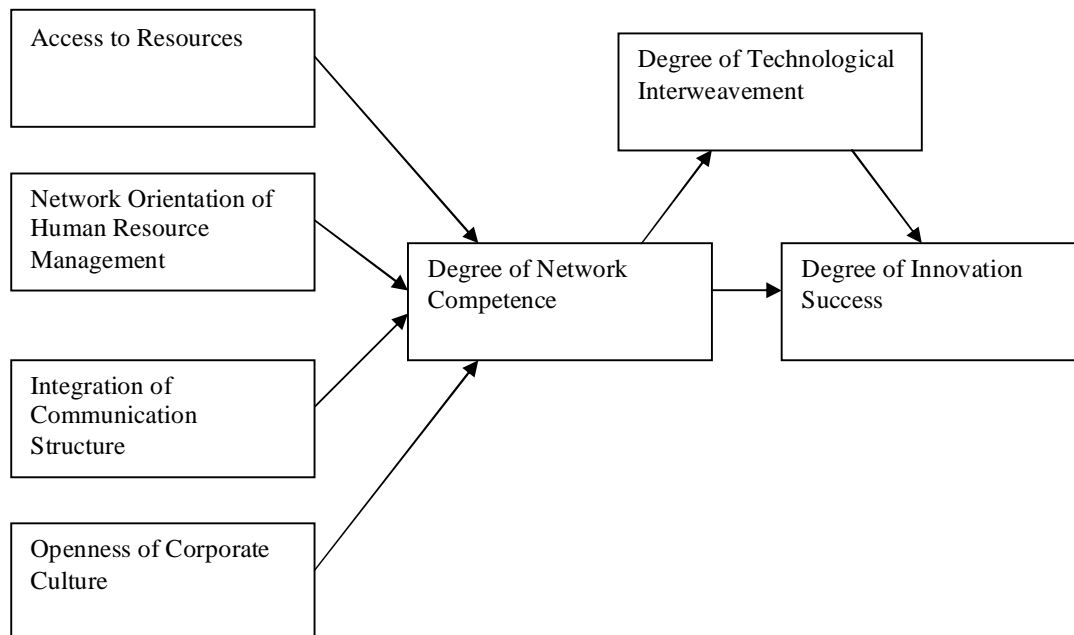 Access to Resources
Degree of Technological
Interweavement
Network Orientation of
Human Resource
Management
Degree of Network
Competence
Degree of Innovation
Success
Integration of
Communication
Structure
Openness of Corporate
Culture